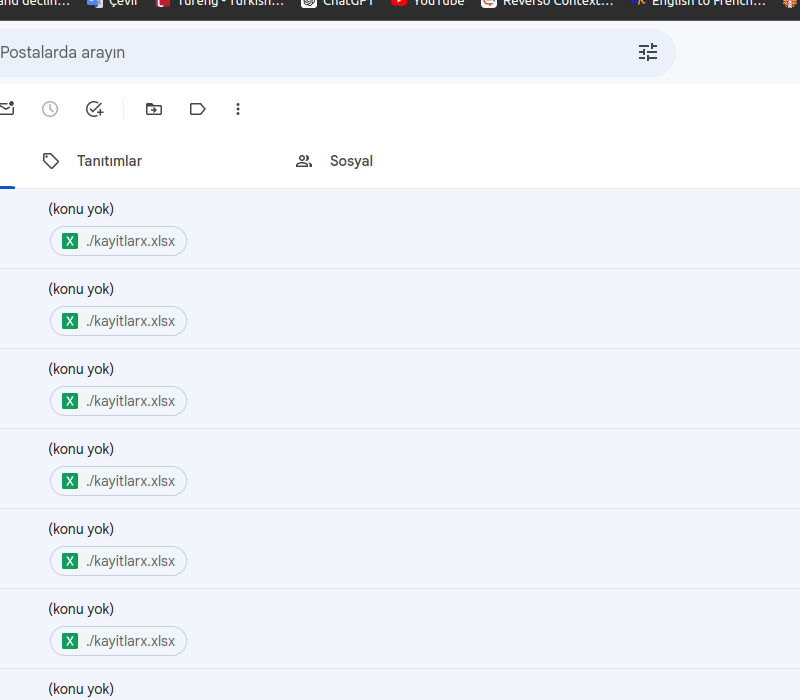 and declin... Çevir Tureng - Turkish... ChatGPT YouTube Reverso Context... English to French...
Postalarda arayın
Tanıtımlar Sosyal
(konu yok)
./kayitlarx.xlsx
(konu yok)
./kayitlarx.xlsx
(konu yok)
./kayitlarx.xlsx
(konu yok)
./kayitlarx.xlsx
(konu yok)
./kayitlarx.xlsx
(konu yok)
./kayitlarx.xlsx
(konu yok)